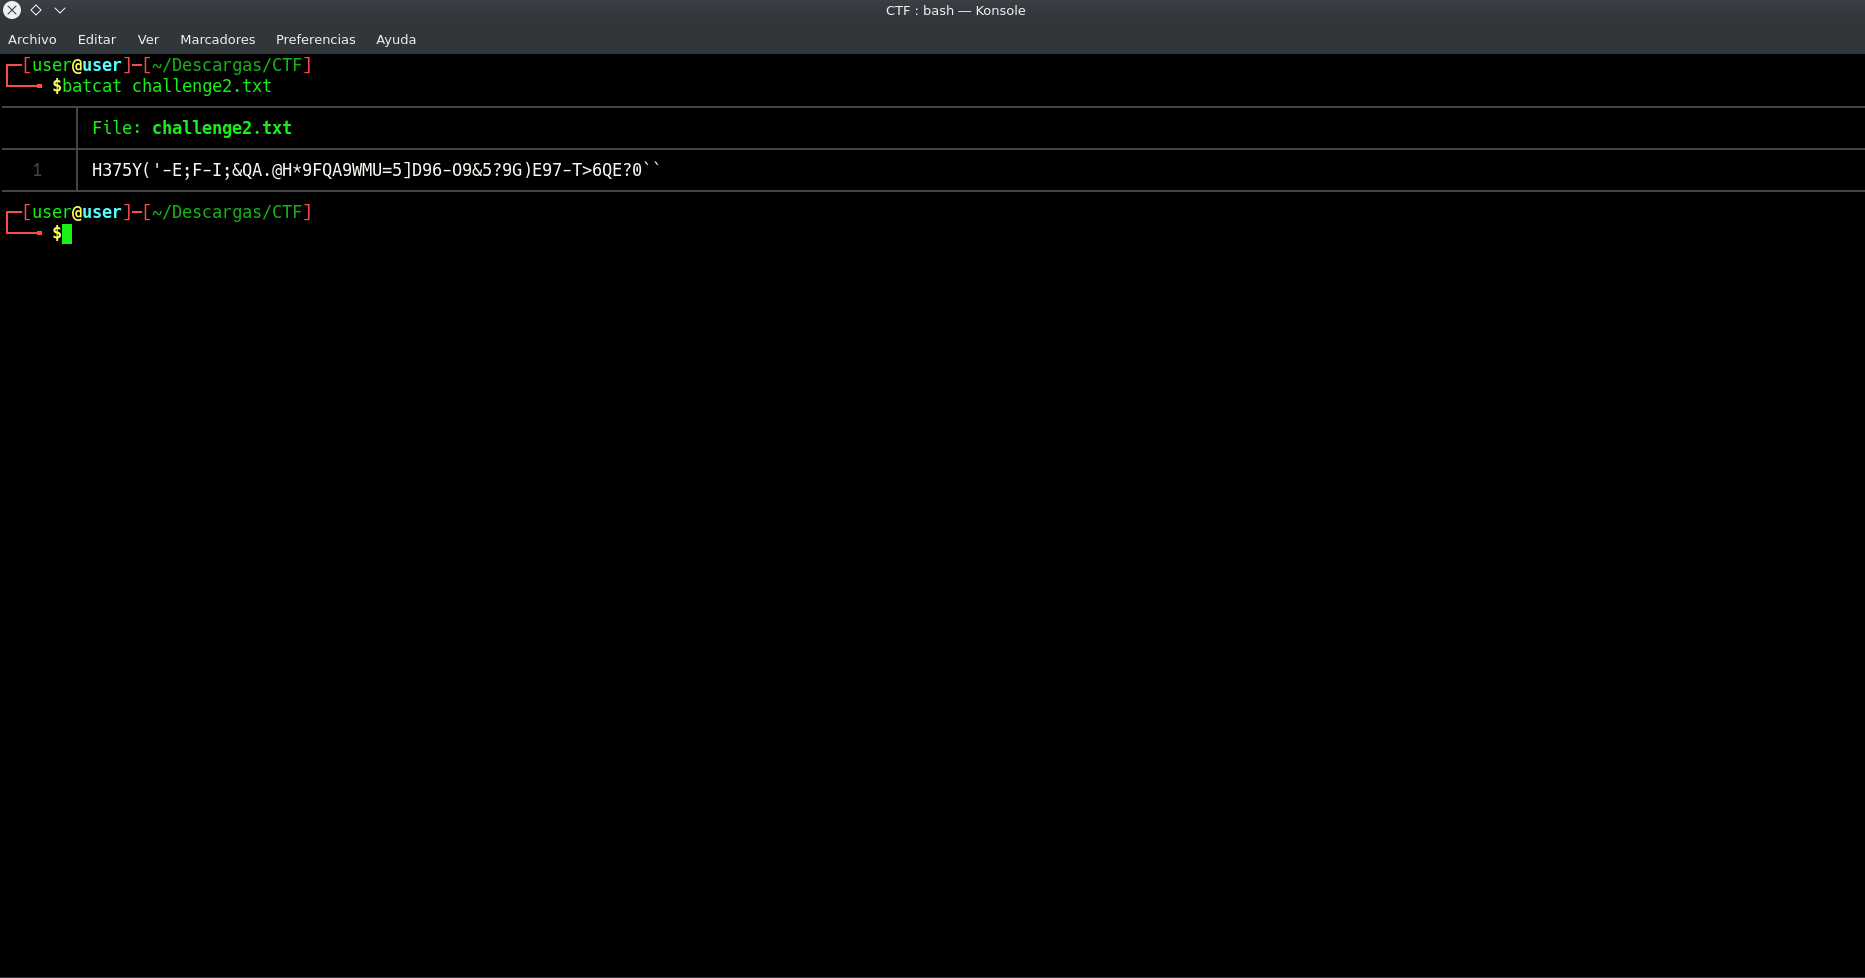 CTF : bash — Konsole
Archivo Editar Ver Marcadores Preferencias Ayuda
┌─[user@user]─[~/Descargas/CTF]
└──╼ $batcat challenge2.txt
File: challenge2.txt
1 H375Y('-E;F-I;&QA.@H*9FQA9WMU=5]D96-O9&5?9G)E97-T>6QE?0``
┌─[user@user]─[~/Descargas/CTF]
└──╼ $